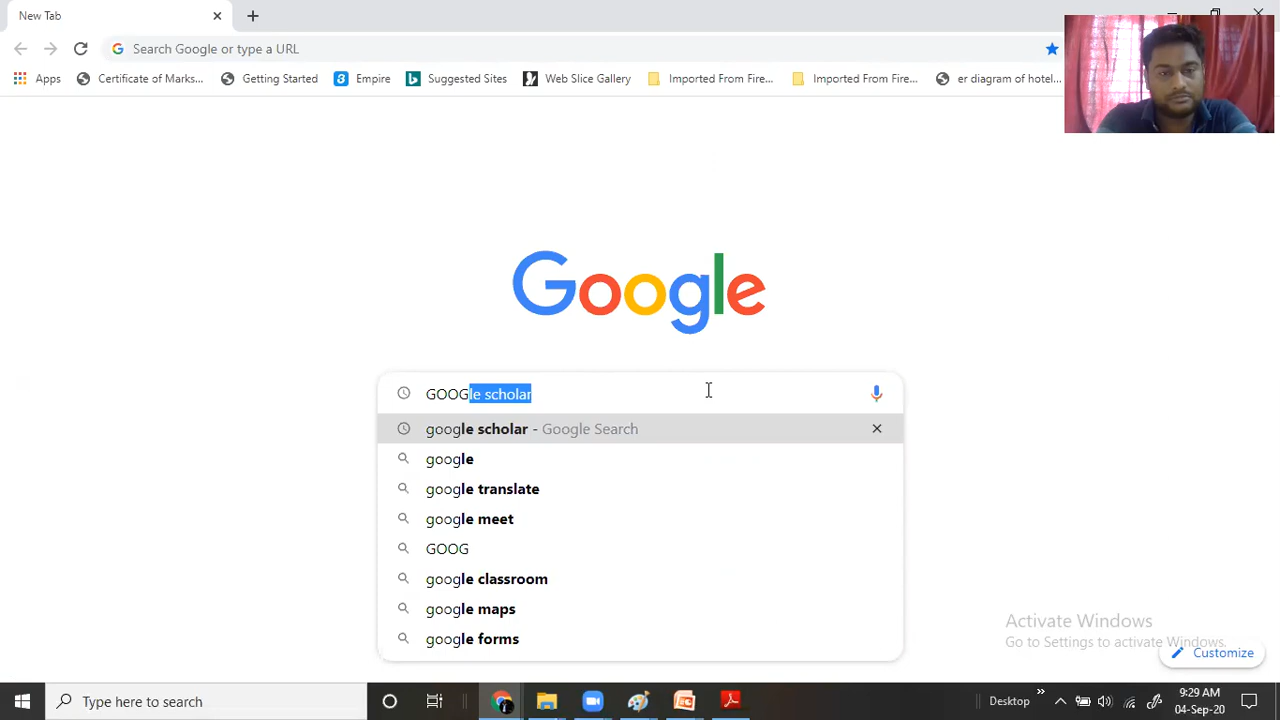 New Tab
Search Google or type a URL
Apps
Certificate of Marks...
Getting Started
Empire
Suggested Sites
Web Slice Gallery
Imported From Fire...
Imported From Fire...
er diagram of hotel...
Google
GOOGle scholar
google scholar - Google Search
google
google translate
google meet
GOOG
google classroom
google maps
google forms
Activate Windows
Go to Settings to activate Windows.
Customize
Type here to search
Desktop
9:29 AM
04-Sep-20